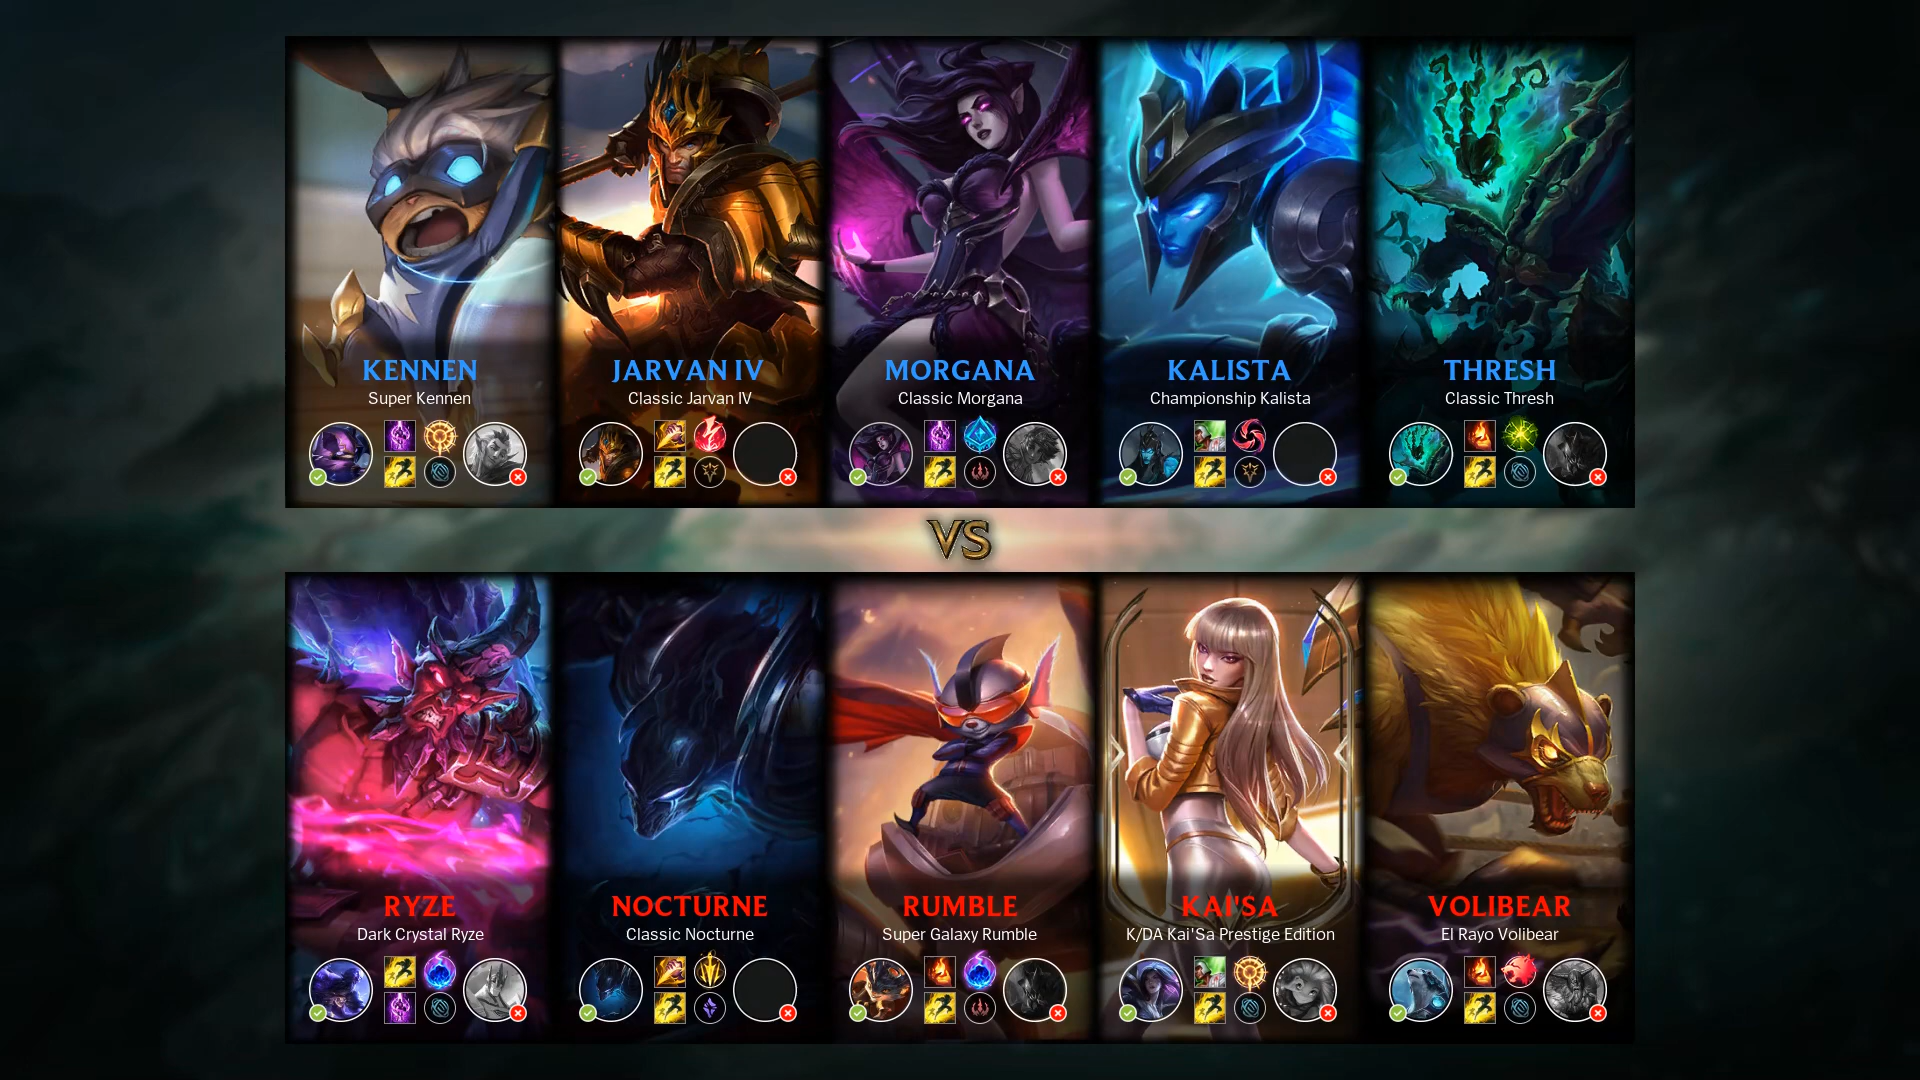 KENNEN
Super Kennen
JARVAN IV
Classic Jarvan IV
MORGANA
Classic Morgana
KALISTA
Championship Kalista
THRESH
Classic Thresh
VS
RYZE
Dark Crystal Ryze
NOCTURNE
Classic Nocturne
RUMBLE
Super Galaxy Rumble
KAI'SA
K/DA Kai'Sa Prestige Edition
VOLIBEAR
El Rayo Volibear